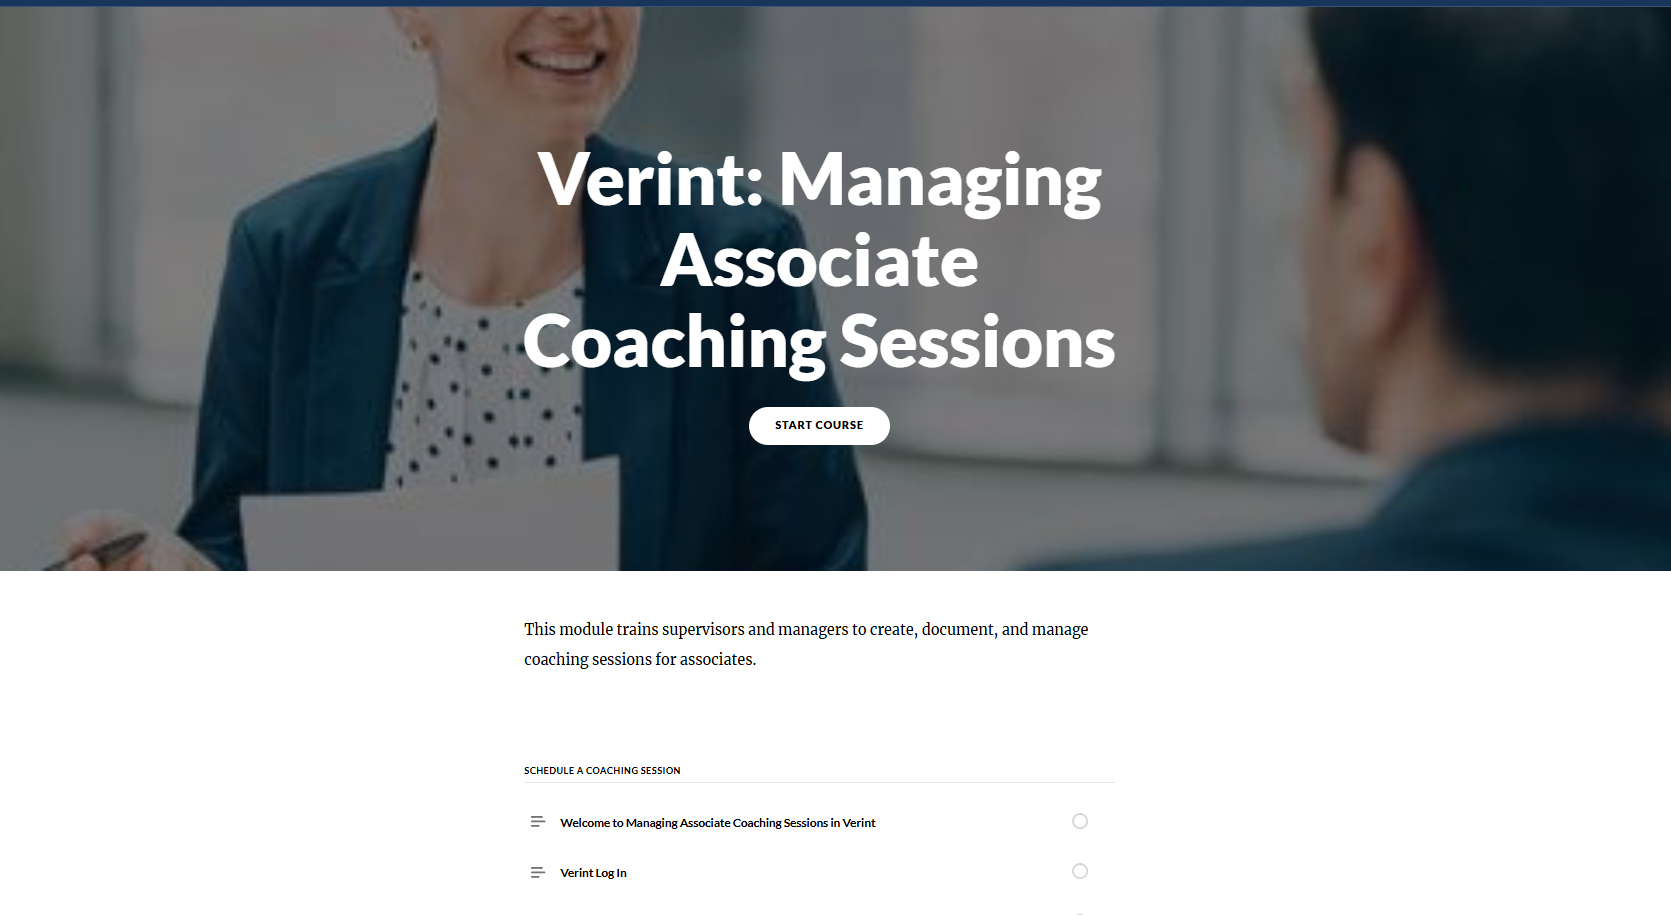 Verint: Managing
Associate
Coaching Sessions
START COURSE
This module trains supervisors and managers to create, document, and manage
coaching sessions for associates.
SCHEDULE A COACHING SESSION
Welcome to Managing Associate Coaching Sessions in Verint
Verint Log In